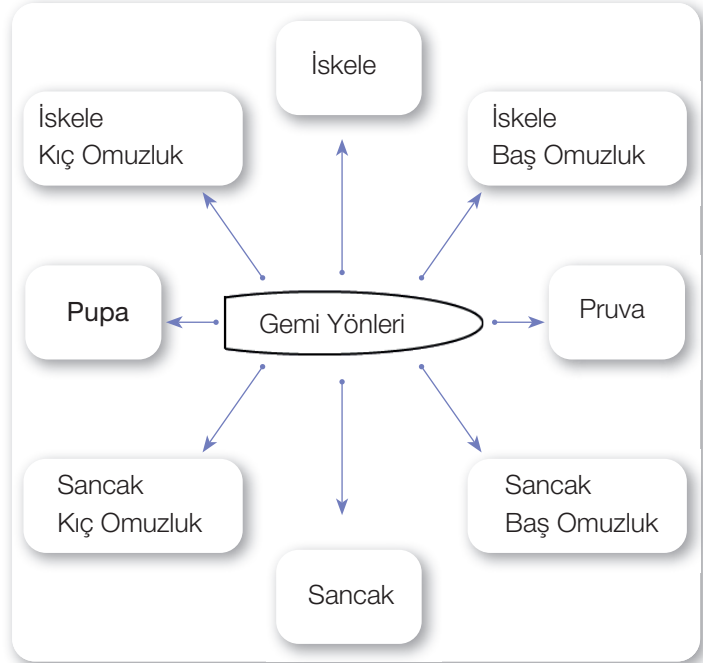 İskele
İskele
Kıç Omuzluk
İskele
Baş Omuzluk
Pupa
Gemi Yönleri
Pruva
Sancak
Kıç Omuzluk
Sancak
Baş Omuzluk
Sancak